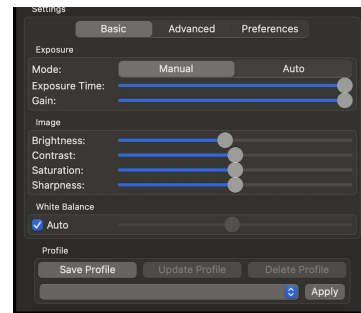 Settings
Basic Advanced Preferences
Exposure
Mode: Manual Auto
Exposure Time:
Gain:
Image
Brightness:
Contrast:
Saturation:
Sharpness:
White Balance
Auto
Profile
Save Profile Update Profile Delete Profile
Apply